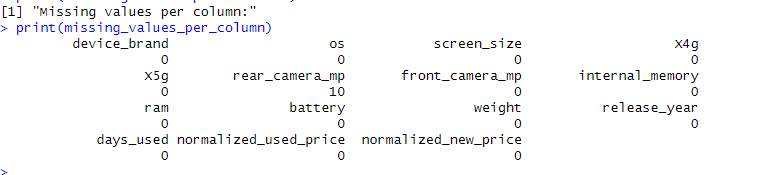 [1] "Missing values per column:"
> print(missing_values_per_column)
device_brand os screen_size X4g
0 0 0 0
X5g rear_camera_mp front_camera_mp internal_memory
0 10 0 0
ram battery weight release_year
0 0 0 0
days_used normalized_used_price normalized_new_price
0 0 0
>